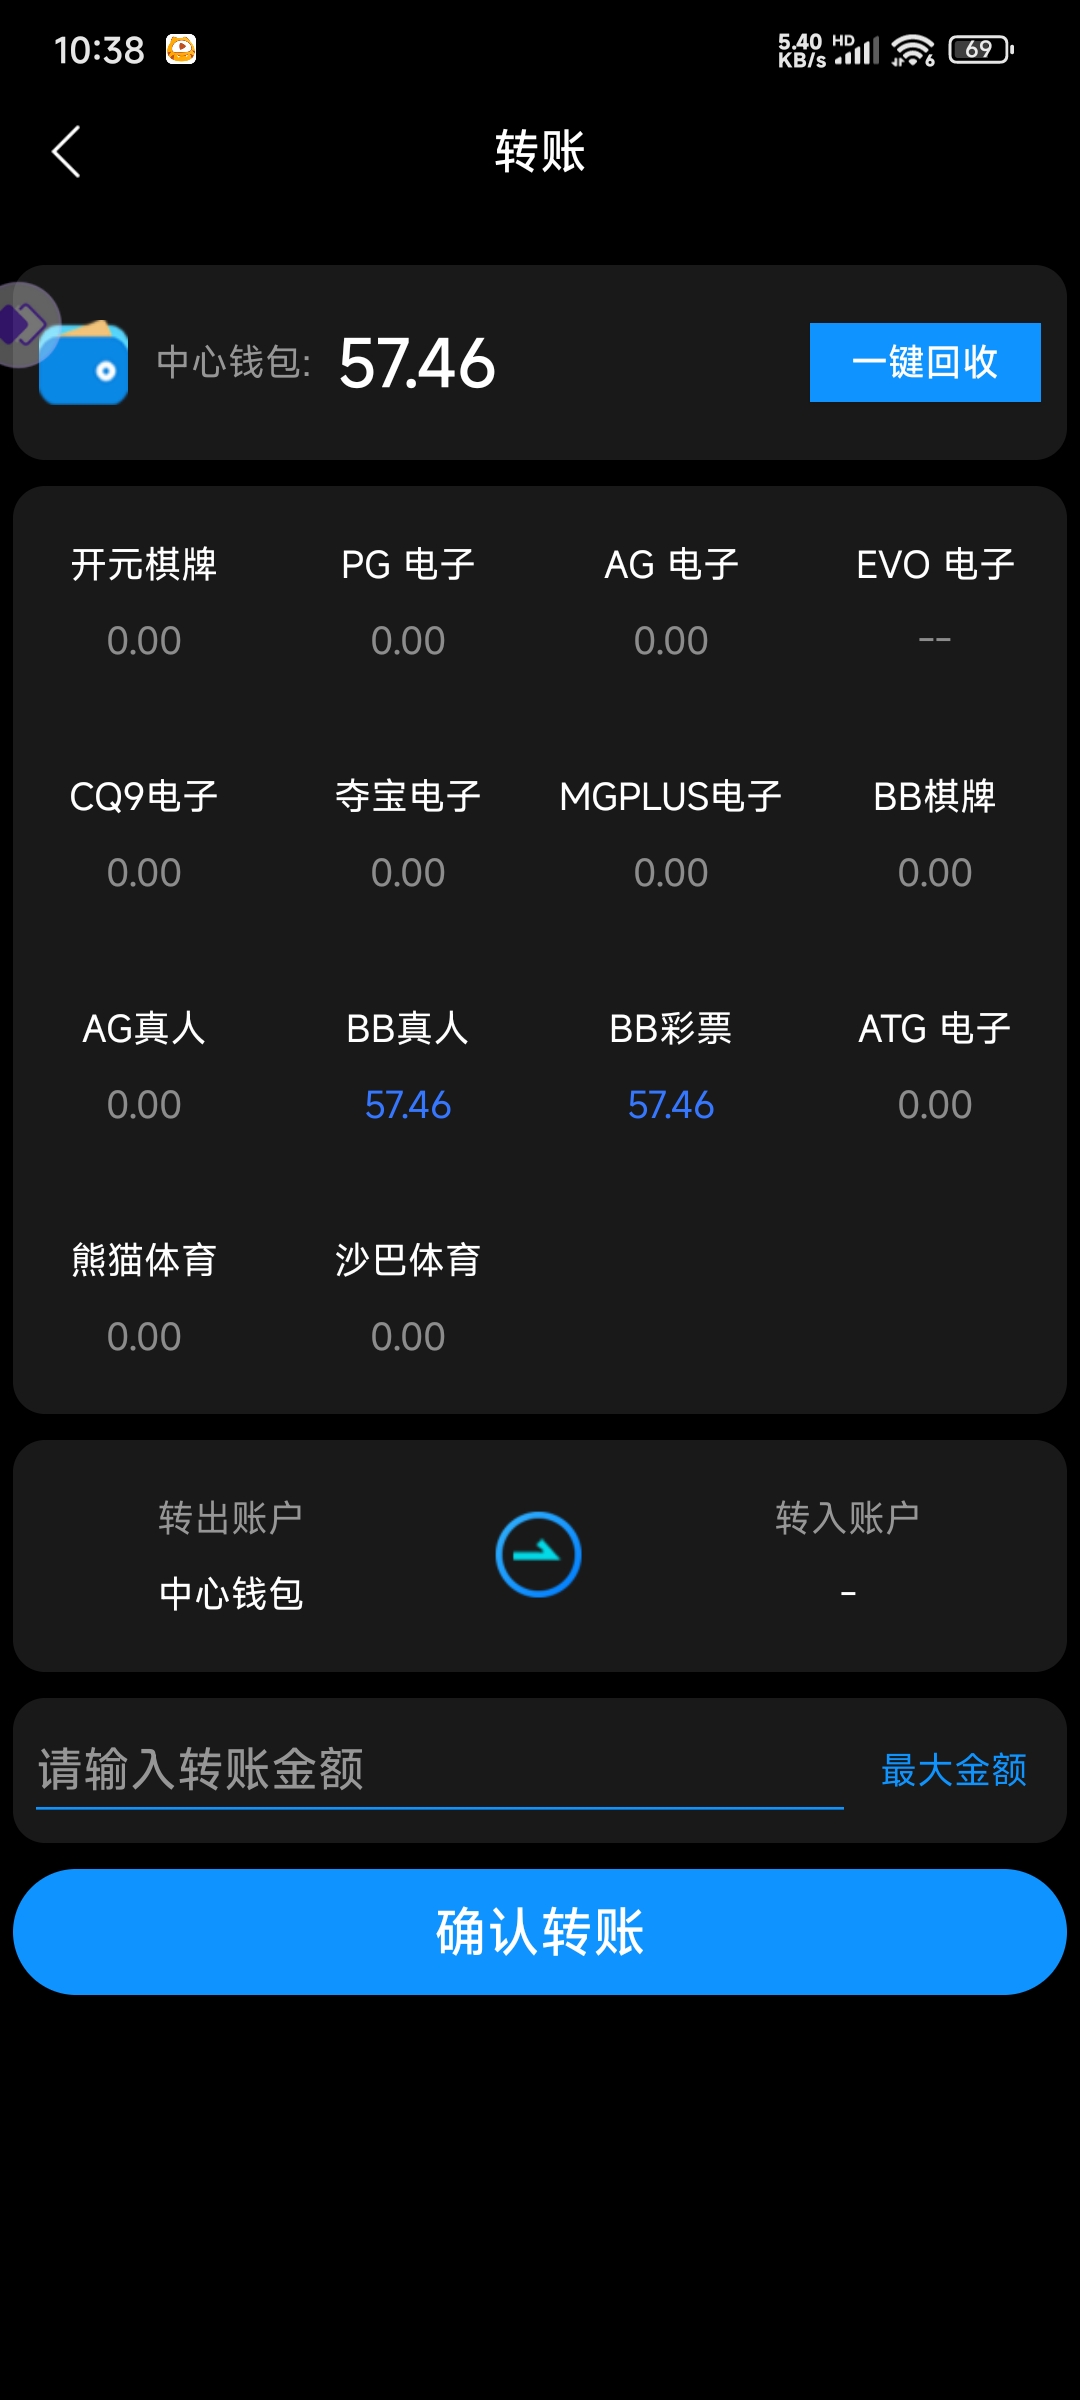 10:38
5.40 KB/s HD 6 69
转账
中心钱包: 57.46 一键回收
开元棋牌 PG 电子 AG 电子 EVO 电子
0.00 0.00 0.00 --
CQ9电子 夺宝电子 MGPLUS电子 BB棋牌
0.00 0.00 0.00 0.00
AG真人 BB真人 BB彩票 ATG 电子
0.00 57.46 57.46 0.00
熊猫体育 沙巴体育
0.00 0.00
转出账户 转入账户
中心钱包 -
请输入转账金额 最大金额
确认转账